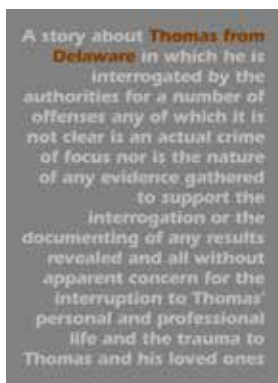 A story about Thomas from
Delaware in which he is
interrogated by the
authorities for a number of
offenses any of which it is
not clear is an actual crime
of focus nor is the nature
of any evidence gathered
to support the
interrogation or the
documenting of any results
revealed and all without
apparent concern for the
interruption to Thomas'
personal and professional
life and the trauma to
Thomas and his loved ones